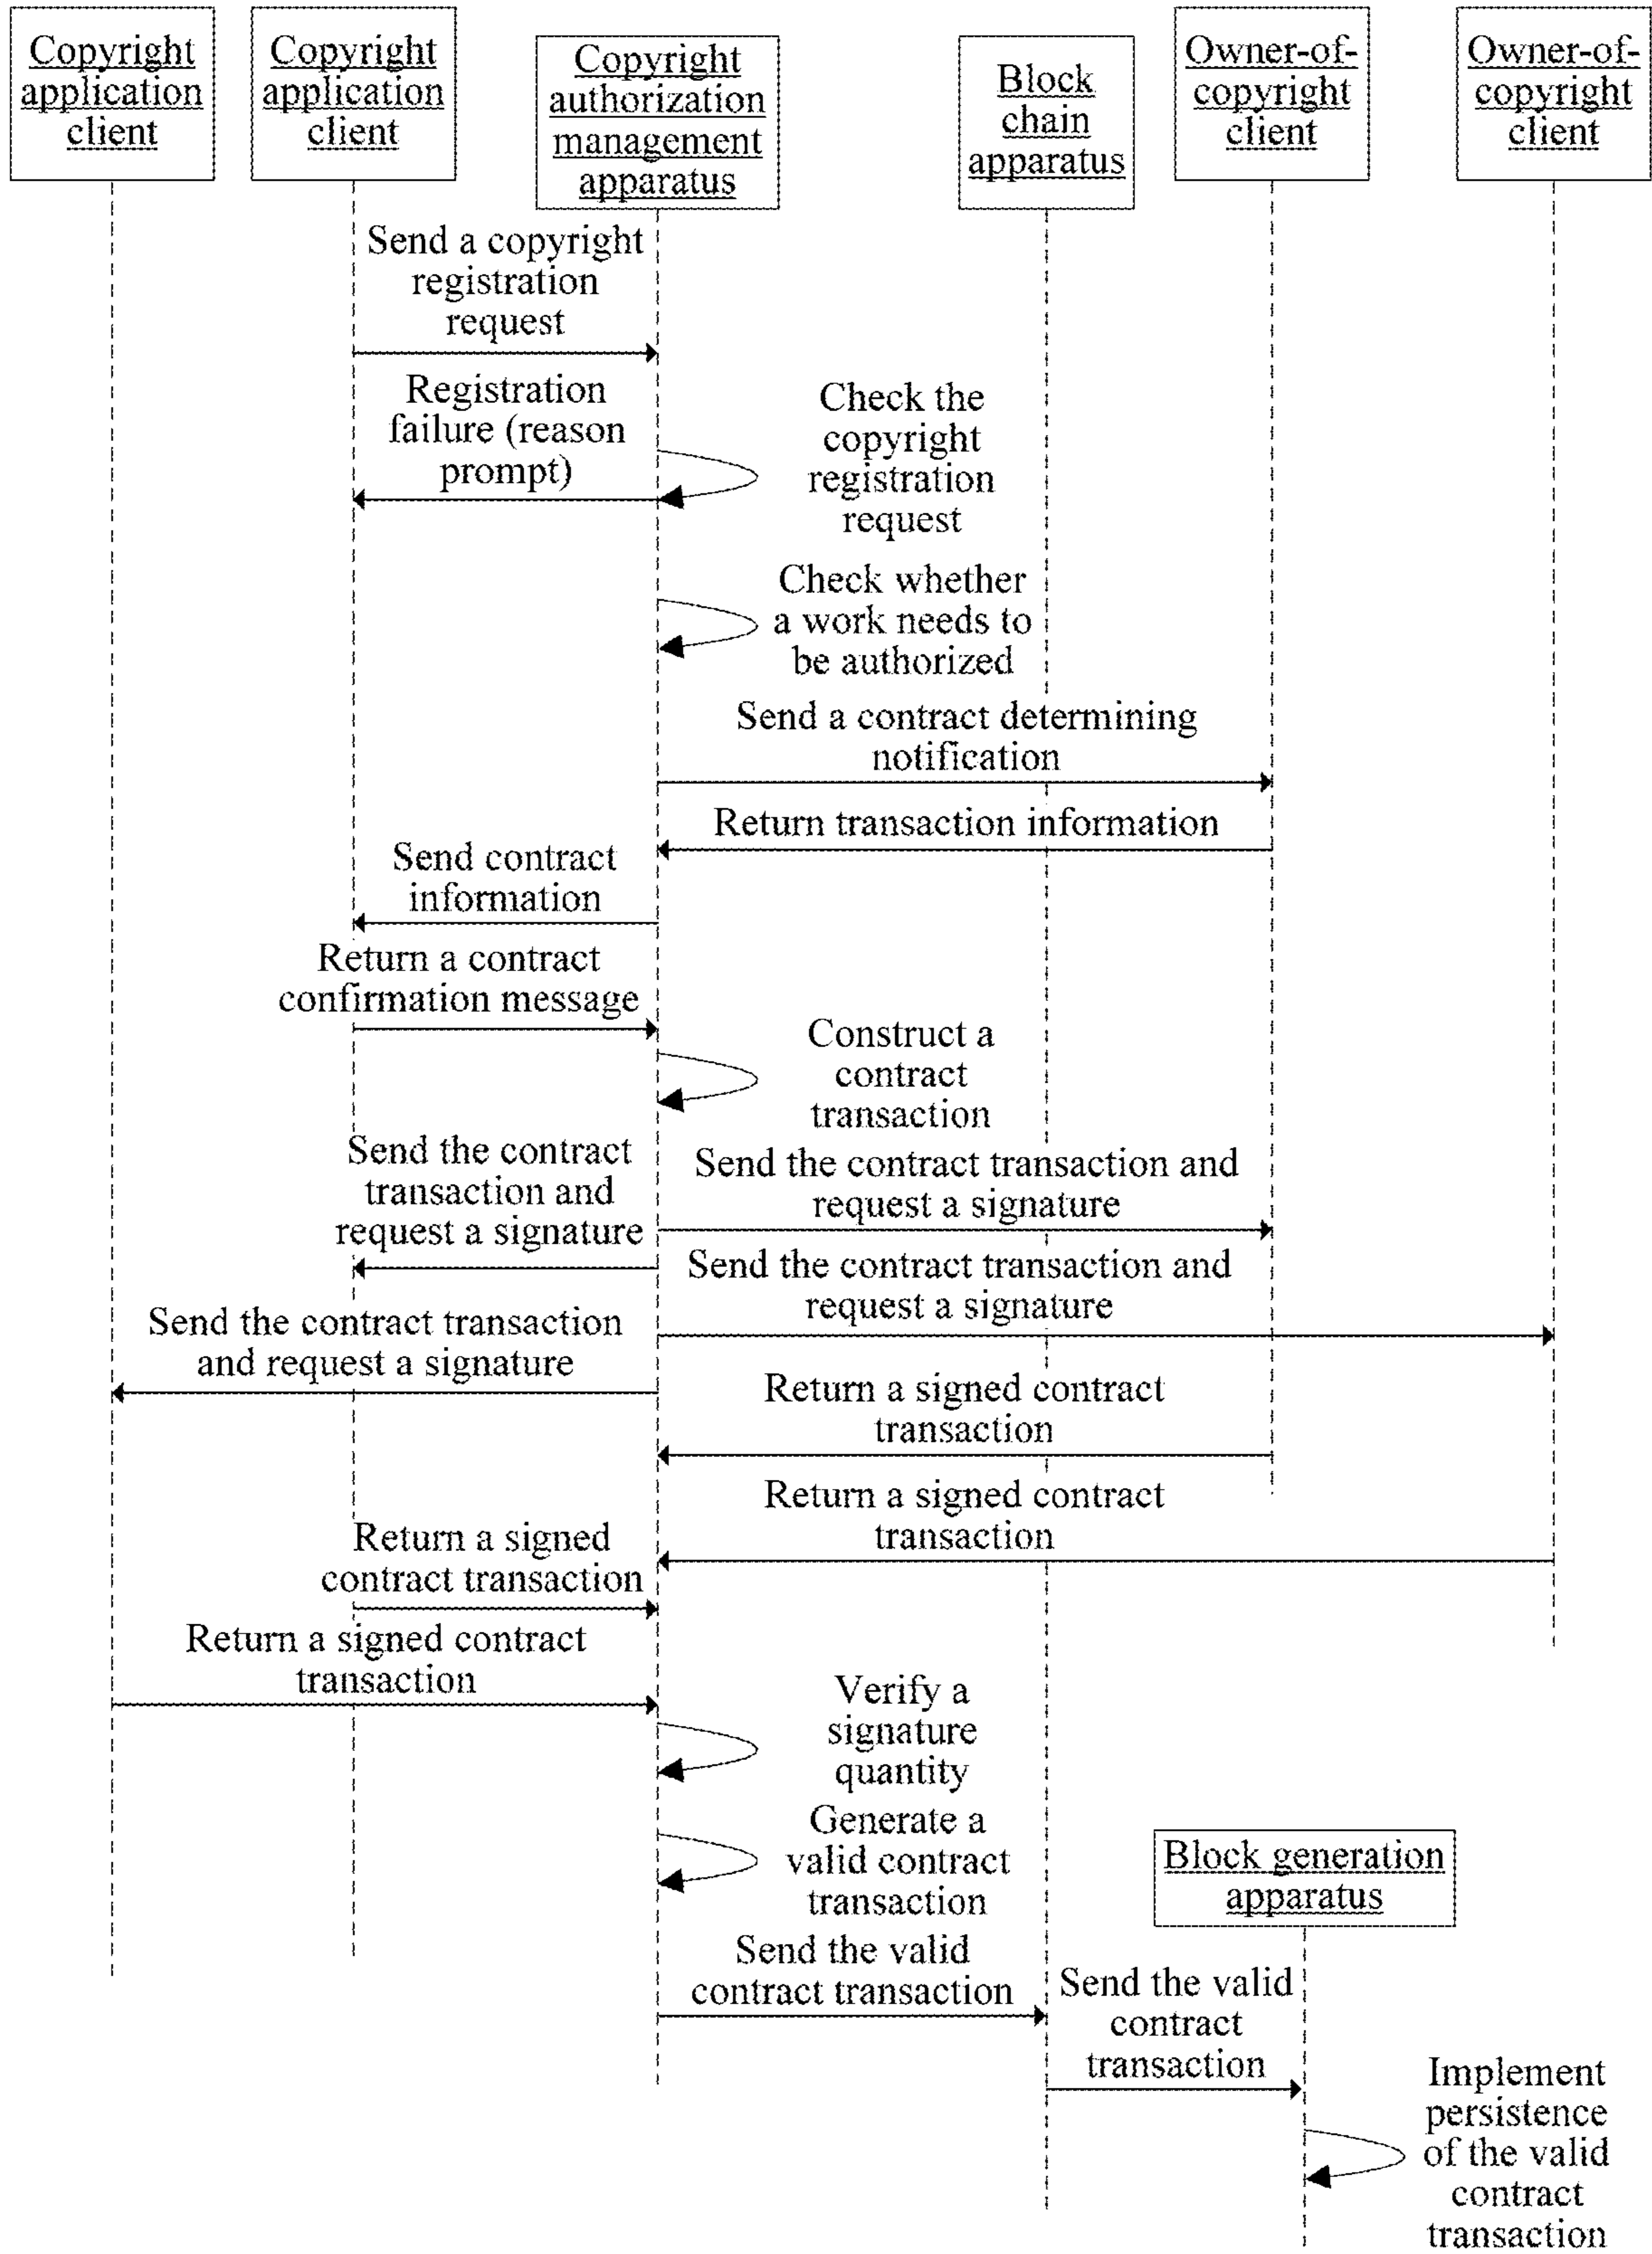 Copyright
application
client
Copyright
application
client
Copyright
authorization
management
apparatus
Block
chain
apparatus
Owner-of-
copyright
client
Owner-of-
copyright
client
Send a copyright
registration
request
Registration
failure (reason
prompt)
Check the
copyright
registration
request
Check whether
a work needs to
be authorized
Send a contract determining
notification
Return transaction information
Send contract
information
Return a contract
confirmation message
Construct a
contract
transaction
Send the contract
transaction and
request a signature
Send the contract transaction and
request a signature
Send the contract transaction and
request a signature
Send the contract transaction
and request a signature
Return a signed contract
transaction
Return a signed contract
transaction
Return a signed
contract transaction
Return a signed contract
transaction
Verify a
signature
quantity
Generate a
valid contract
transaction
Block generation
apparatus
Send the valid
contract transaction
Send the valid
contract
transaction
Implement
persistence
of the valid
contract
transaction